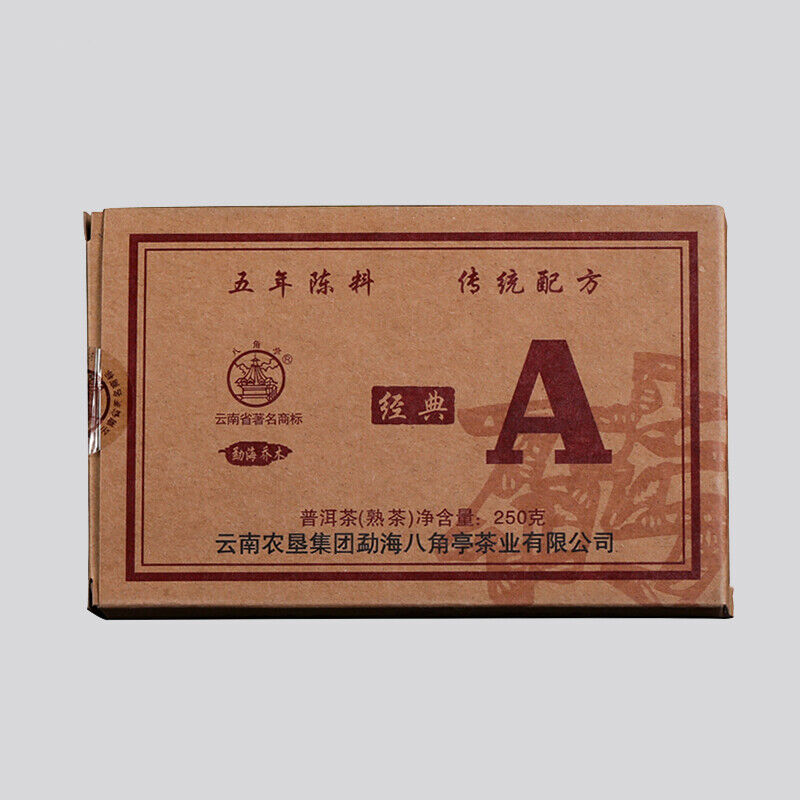 五年陈料 传统配方
八角亭®
云南省著名商标
勐海乔木
经典
A
普洱茶(熟茶)净含量：250克
云南农垦集团勐海八角亭茶业有限公司